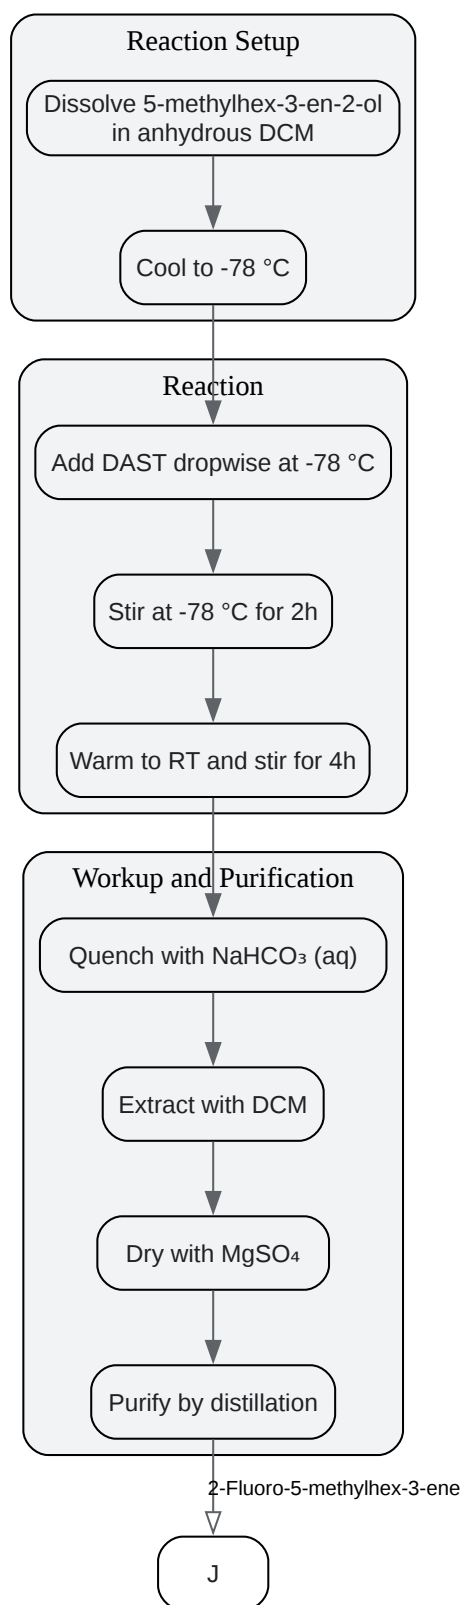 Reaction Setup
Dissolve 5-methylhex-3-en-2-ol
in anhydrous DCM
Cool to -78 °C
Reaction
Add DAST dropwise at -78 °C
Stir at -78 °C for 2h
Warm to RT and stir for 4h
Workup and Purification
Quench with NaHCO₃ (aq)
Extract with DCM
Dry with MgSO₄
Purify by distillation
2-Fluoro-5-methylhex-3-ene
J